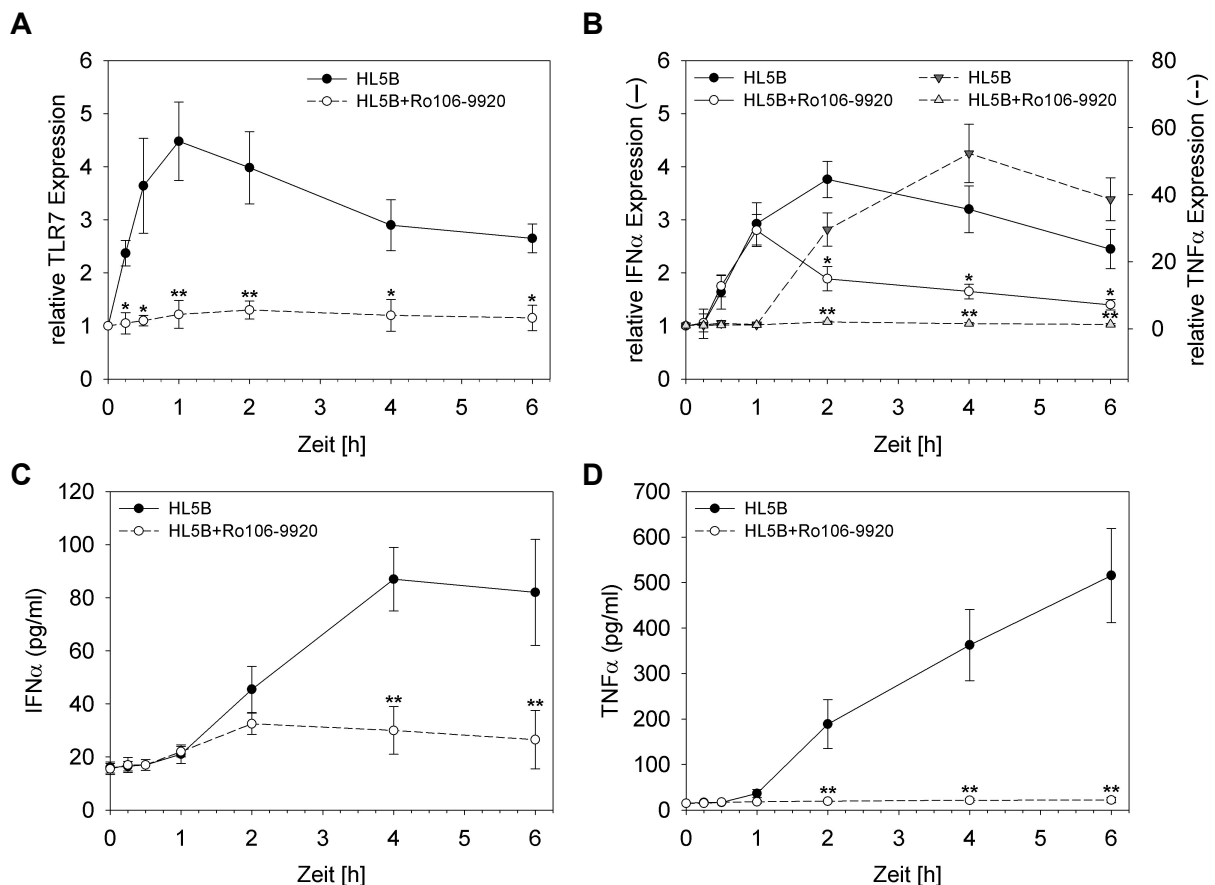 A
relative TLR7 Expression
6
5
4
3
2
1
0
HL5B
HL5B+Ro106-9920
* * ** ** * *
0 1 2 3 4 5 6
Zeit [h]
B
relative IFNα Expression (—)
6
5
4
3
2
1
0
HL5B
HL5B+Ro106-9920
HL5B
HL5B+Ro106-9920
* * *
** ** **
80
60
40
20
0
relative TNFα Expression (--)
0 1 2 3 4 5 6
Zeit [h]
C
IFNα (pg/ml)
120
100
80
60
40
20
0
HL5B
HL5B+Ro106-9920
** **
0 1 2 3 4 5 6
Zeit [h]
D
TNFα (pg/ml)
700
600
500
400
300
200
100
0
HL5B
HL5B+Ro106-9920
** ** **
0 1 2 3 4 5 6
Zeit [h]